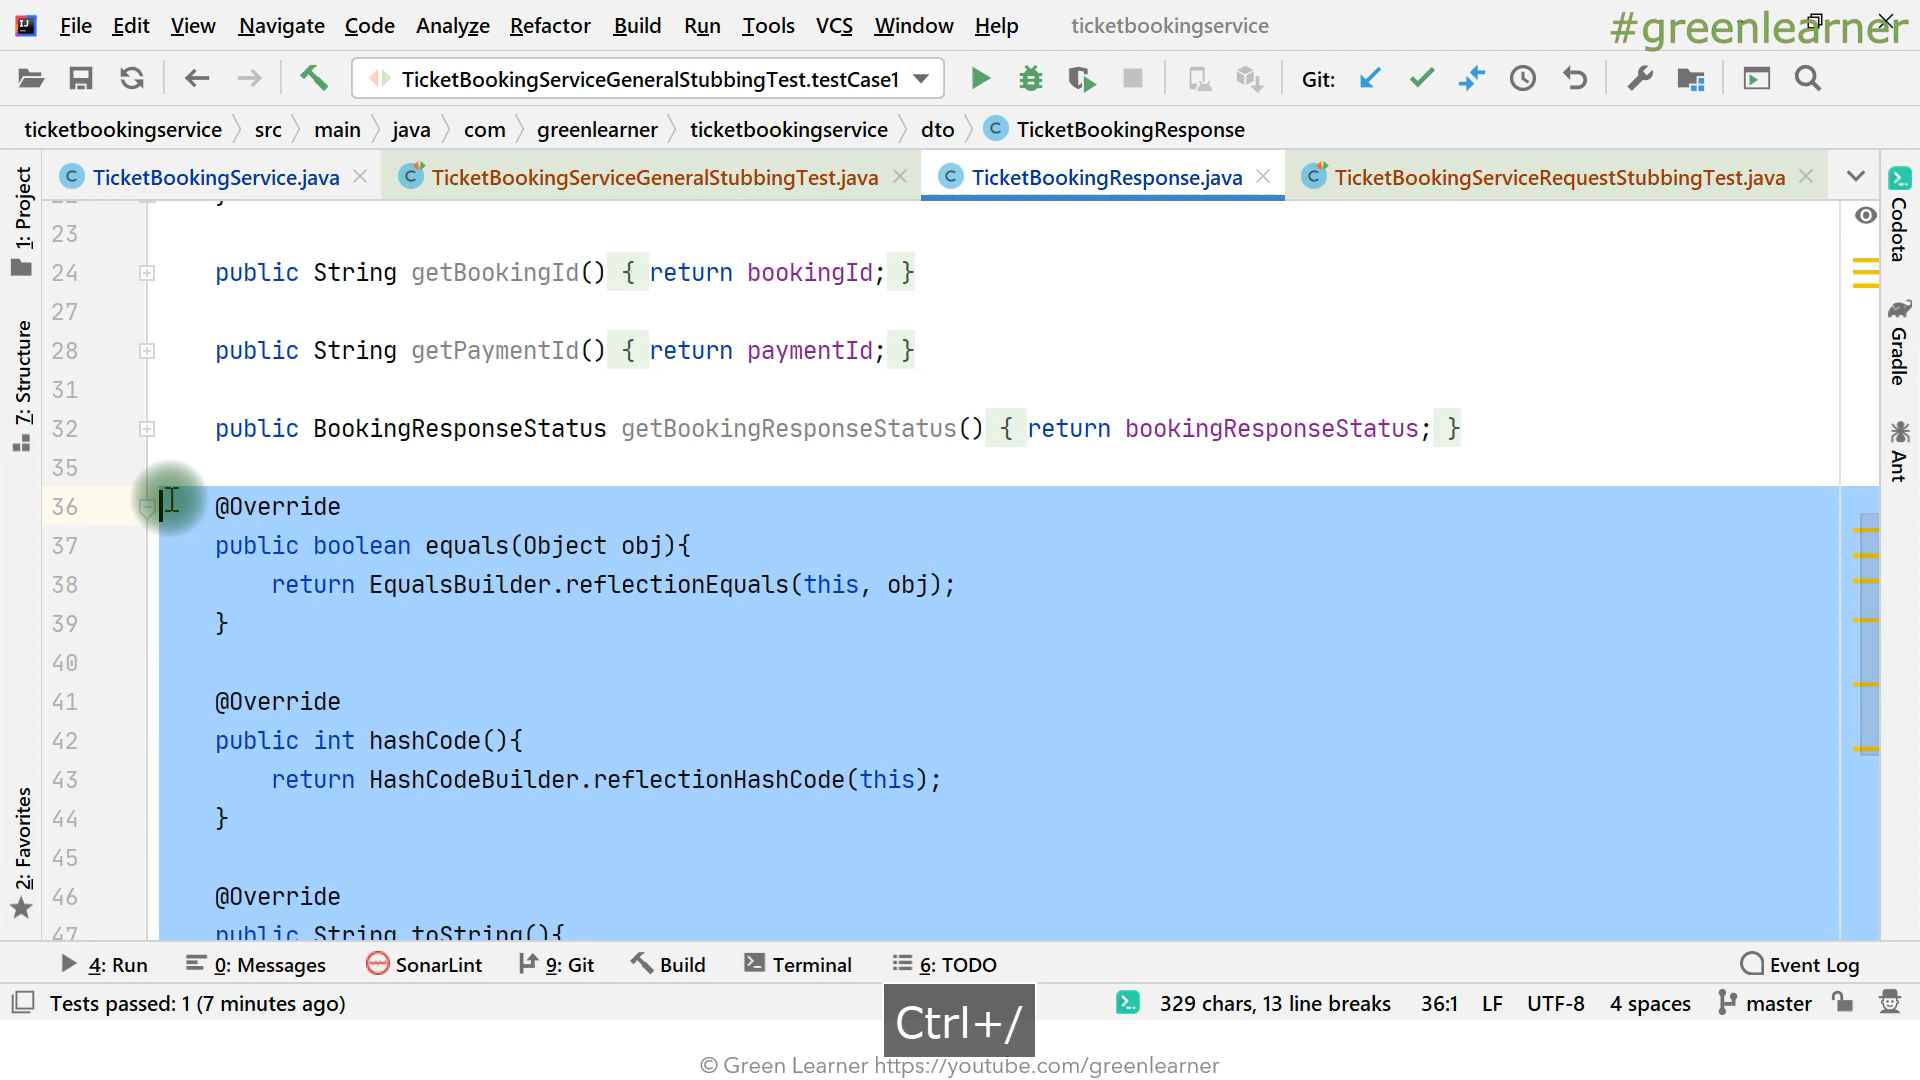 File Edit View Navigate Code Analyze Refactor Build Run Tools VCS Window Help ticketbookingservice #greenlearner
TicketBookingServiceGeneralStubbingTest.testCase1 Git:
ticketbookingservice src main java com greenlearner ticketbookingservice dto C TicketBookingResponse
C TicketBookingService.java C TicketBookingServiceGeneralStubbingTest.java C TicketBookingResponse.java C TicketBookingServiceRequestStubbingTest.java
1: Project
7: Structure
2: Favorites
23
24 public String getBookingId() { return bookingId; }
27
28 public String getPaymentId() { return paymentId; }
31
32 public BookingResponseStatus getBookingResponseStatus() { return bookingResponseStatus; }
35
36 @Override
37 public boolean equals(Object obj){
38 return EqualsBuilder.reflectionEquals(this, obj);
39 }
40
41 @Override
42 public int hashCode(){
43 return HashCodeBuilder.reflectionHashCode(this);
44 }
45
46 @Override
47 public String toString(){
Codota
Gradle
Ant
4: Run 0: Messages SonarLint 9: Git Build Terminal 6: TODO Event Log
Tests passed: 1 (7 minutes ago) 329 chars, 13 line breaks 36:1 LF UTF-8 4 spaces master
Ctrl+/
© Green Learner https://youtube.com/greenlearner